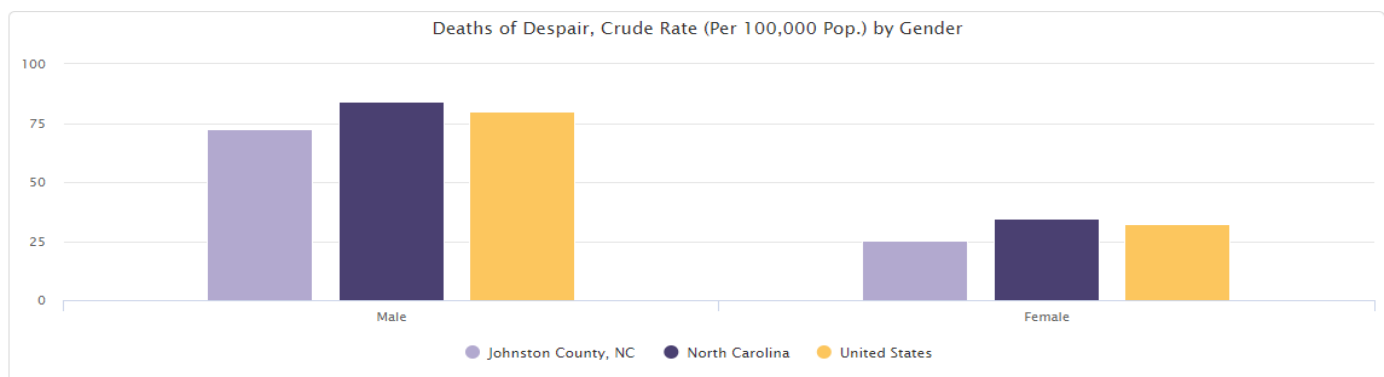 Deaths of Despair, Crude Rate (Per 100,000 Pop.) by Gender
100
75
50
25
0
Male Female
Johnston County, NC North Carolina United States